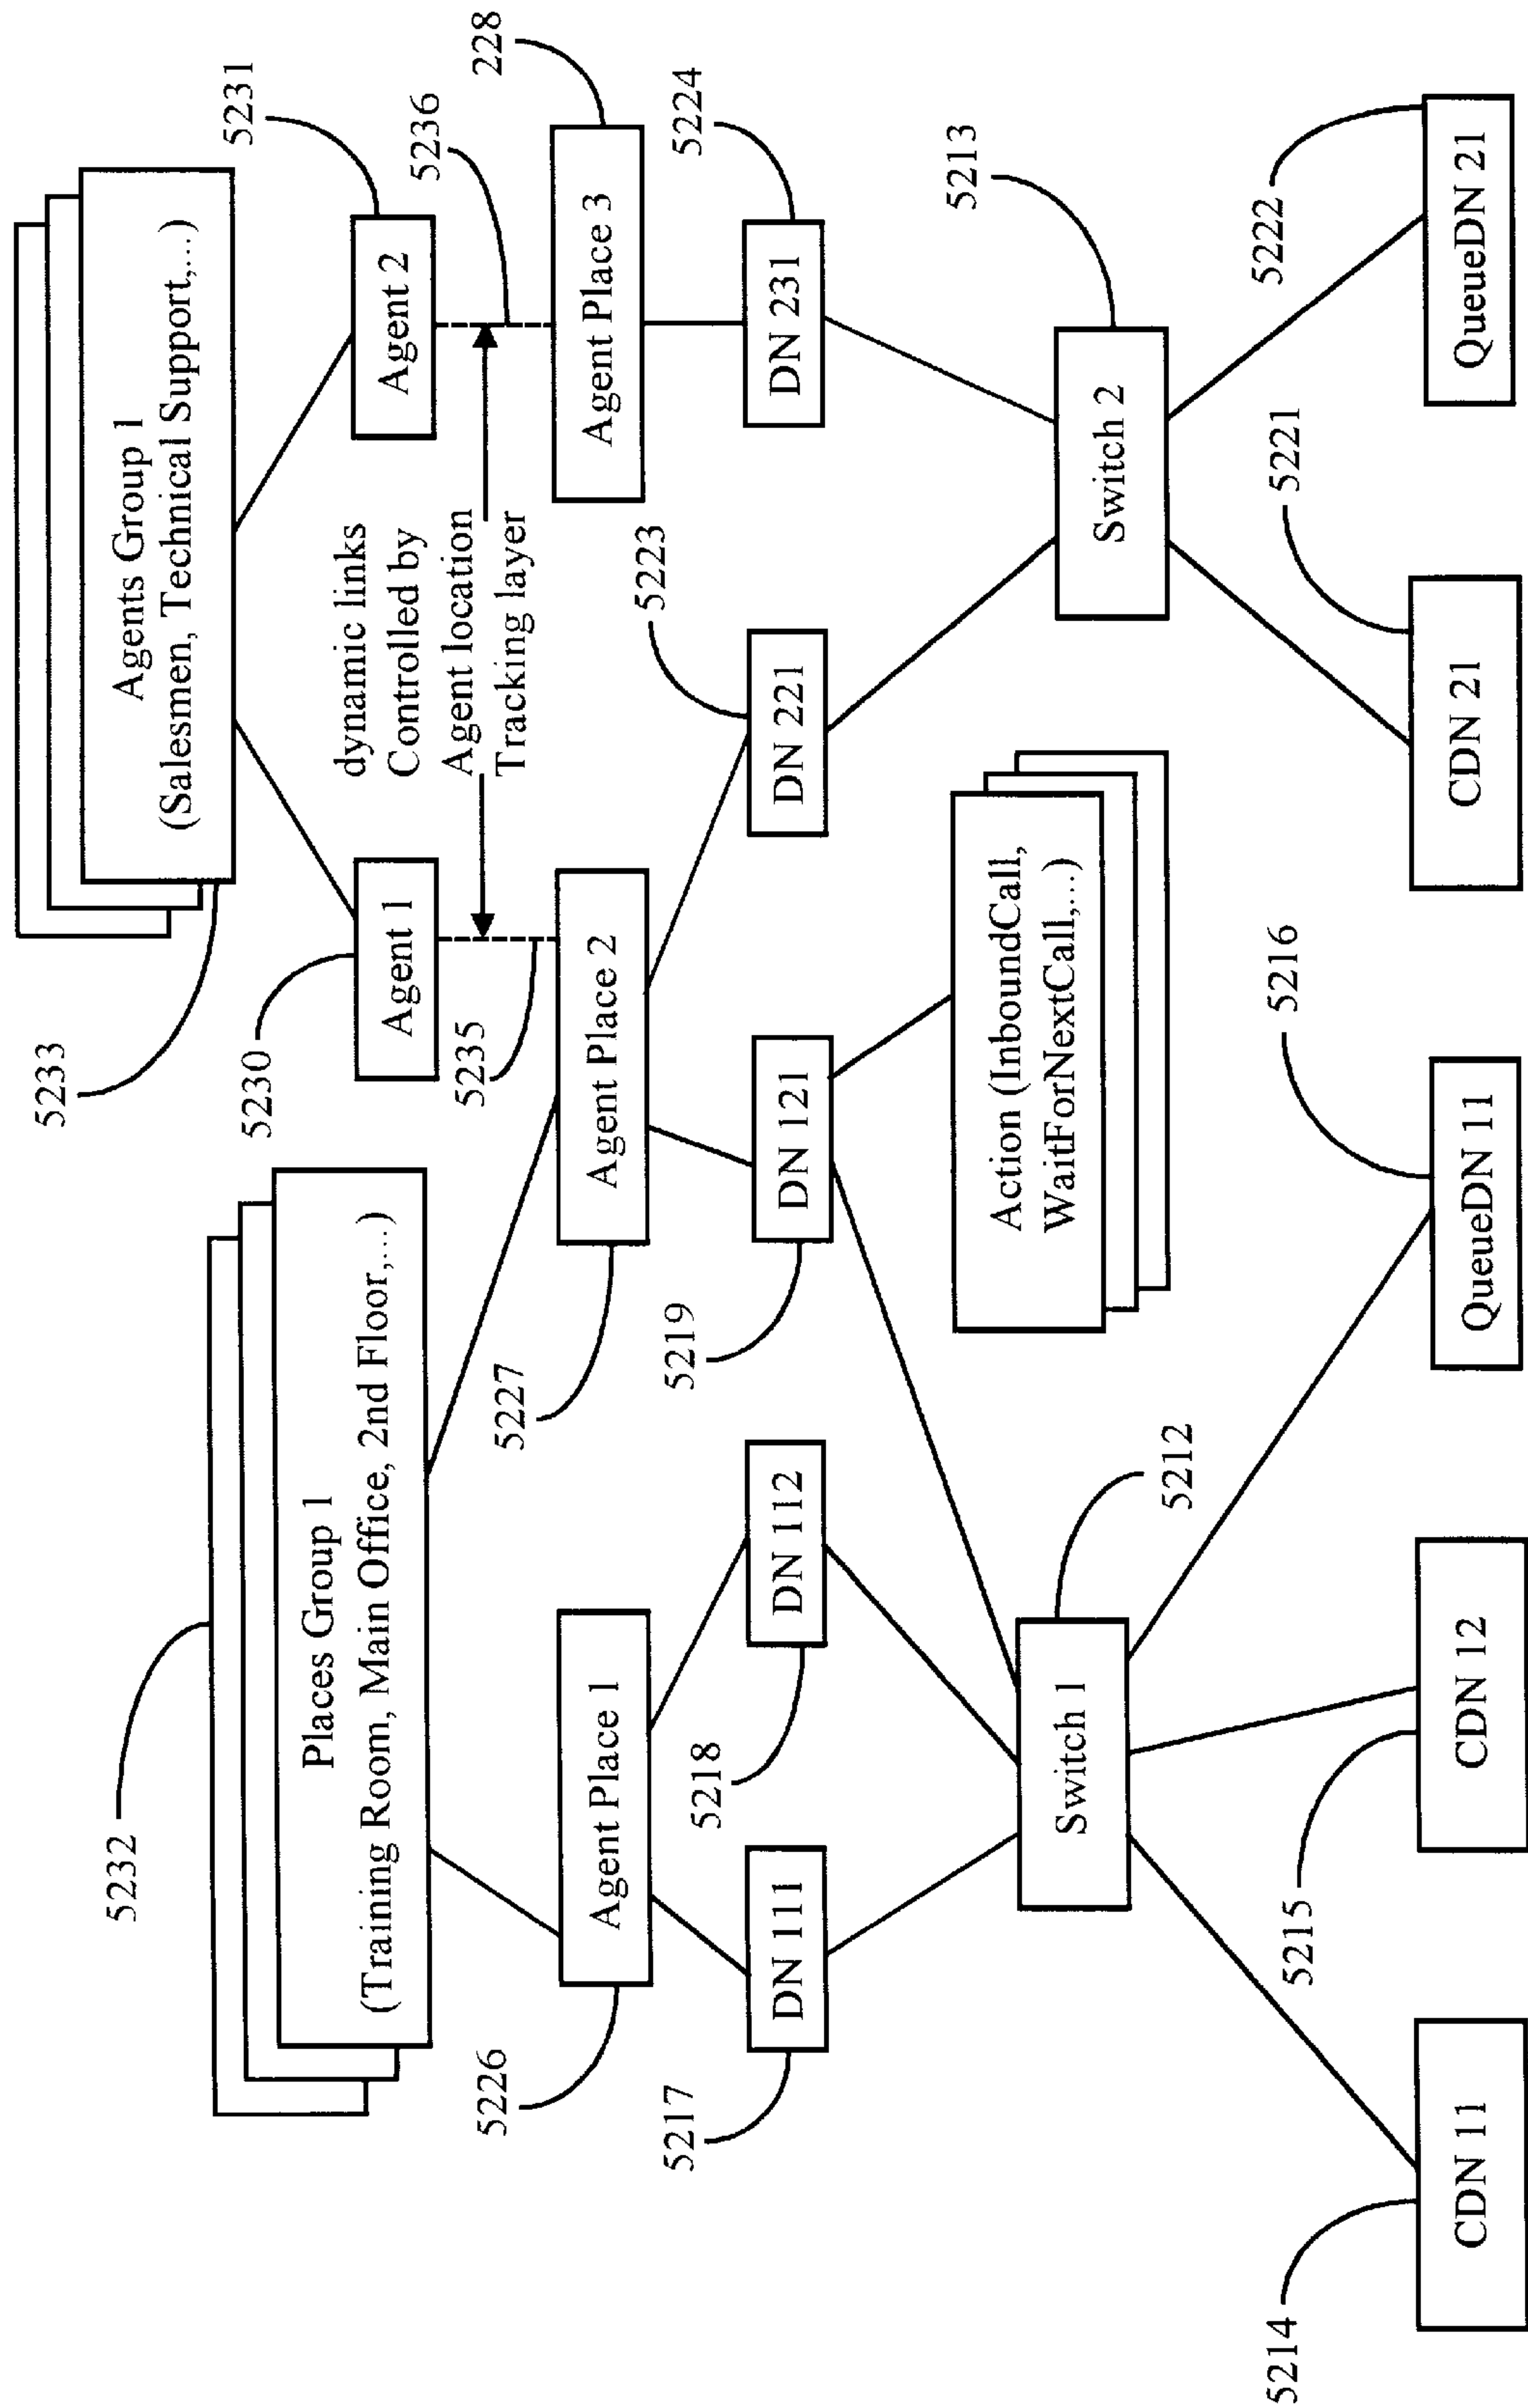 5233
Agents Group 1
(Salesmen, Technical Support,...)
5232
Places Group 1
(Training Room, Main Office, 2nd Floor,...)
5230
Agent 1
dynamic links
Controlled by
Agent location
Tracking layer
Agent 2
5231
5235
5236
5226
Agent Place 1
5227
Agent Place 2
Agent Place 3
228
5217
DN 111
5218
DN 112
5219
DN 121
DN 221
5223
DN 231
5224
Action (InboundCall,
WaitForNextCall,...)
Switch 1
5212
Switch 2
5213
5214
CDN 11
5215
CDN 12
QueueDN 11
5216
CDN 21
5221
QueueDN 21
5222